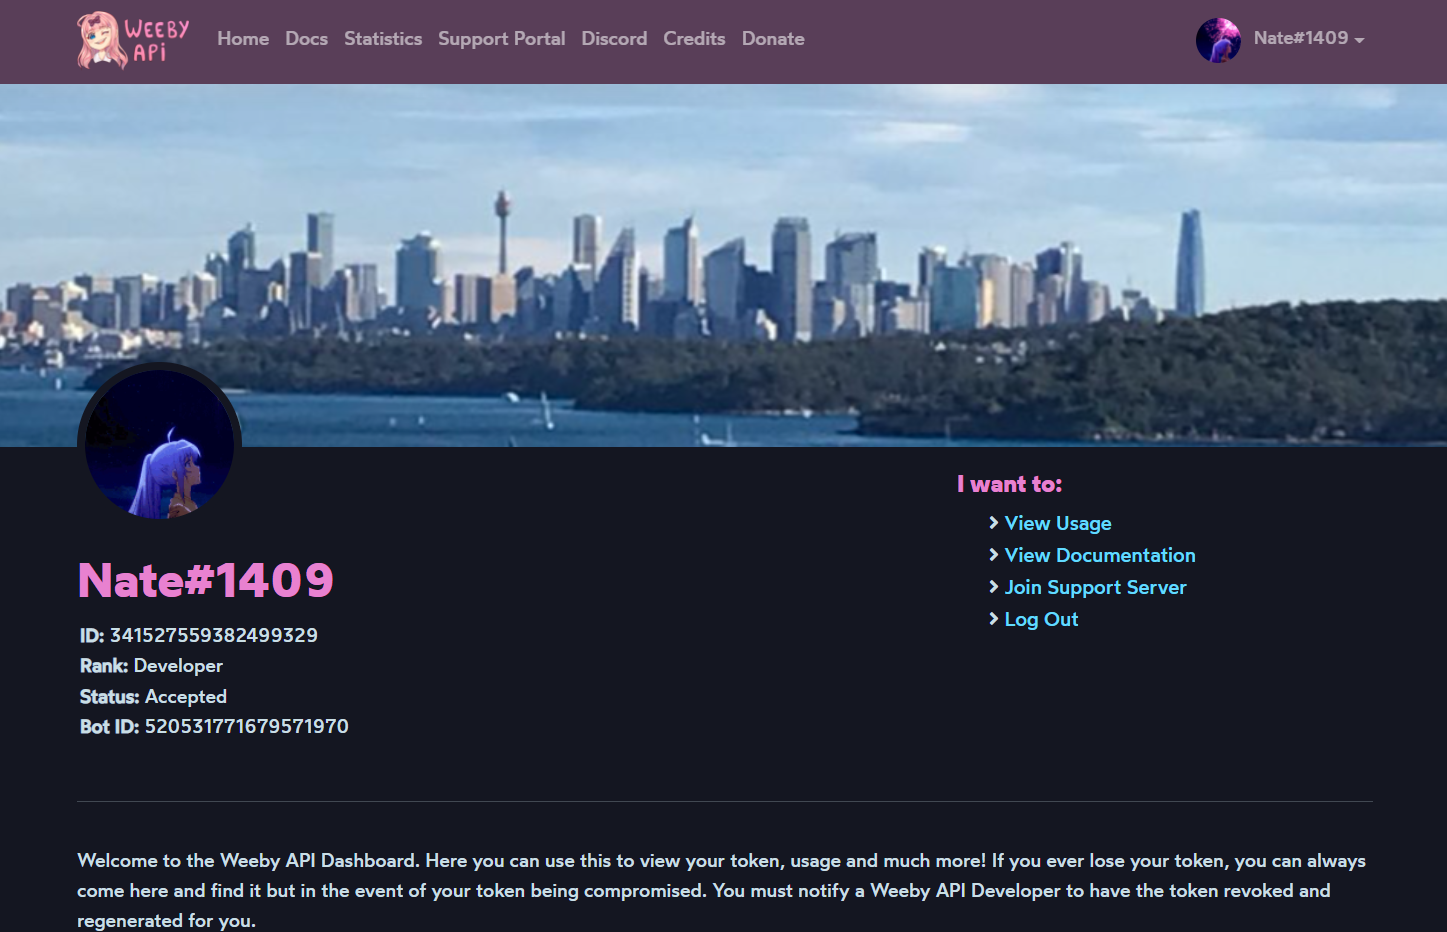 WEEBY
API
Home Docs Statistics Support Portal Discord Credits Donate
Nate#1409
I want to:
View Usage
View Documentation
Join Support Server
Log Out
Nate#1409
ID: 341527559382499329
Rank: Developer
Status: Accepted
Bot ID: 520531771679571970
Welcome to the Weeby API Dashboard. Here you can use this to view your token, usage and much more! If you ever lose your token, you can always
come here and find it but in the event of your token being compromised. You must notify a Weeby API Developer to have the token revoked and
regenerated for you.